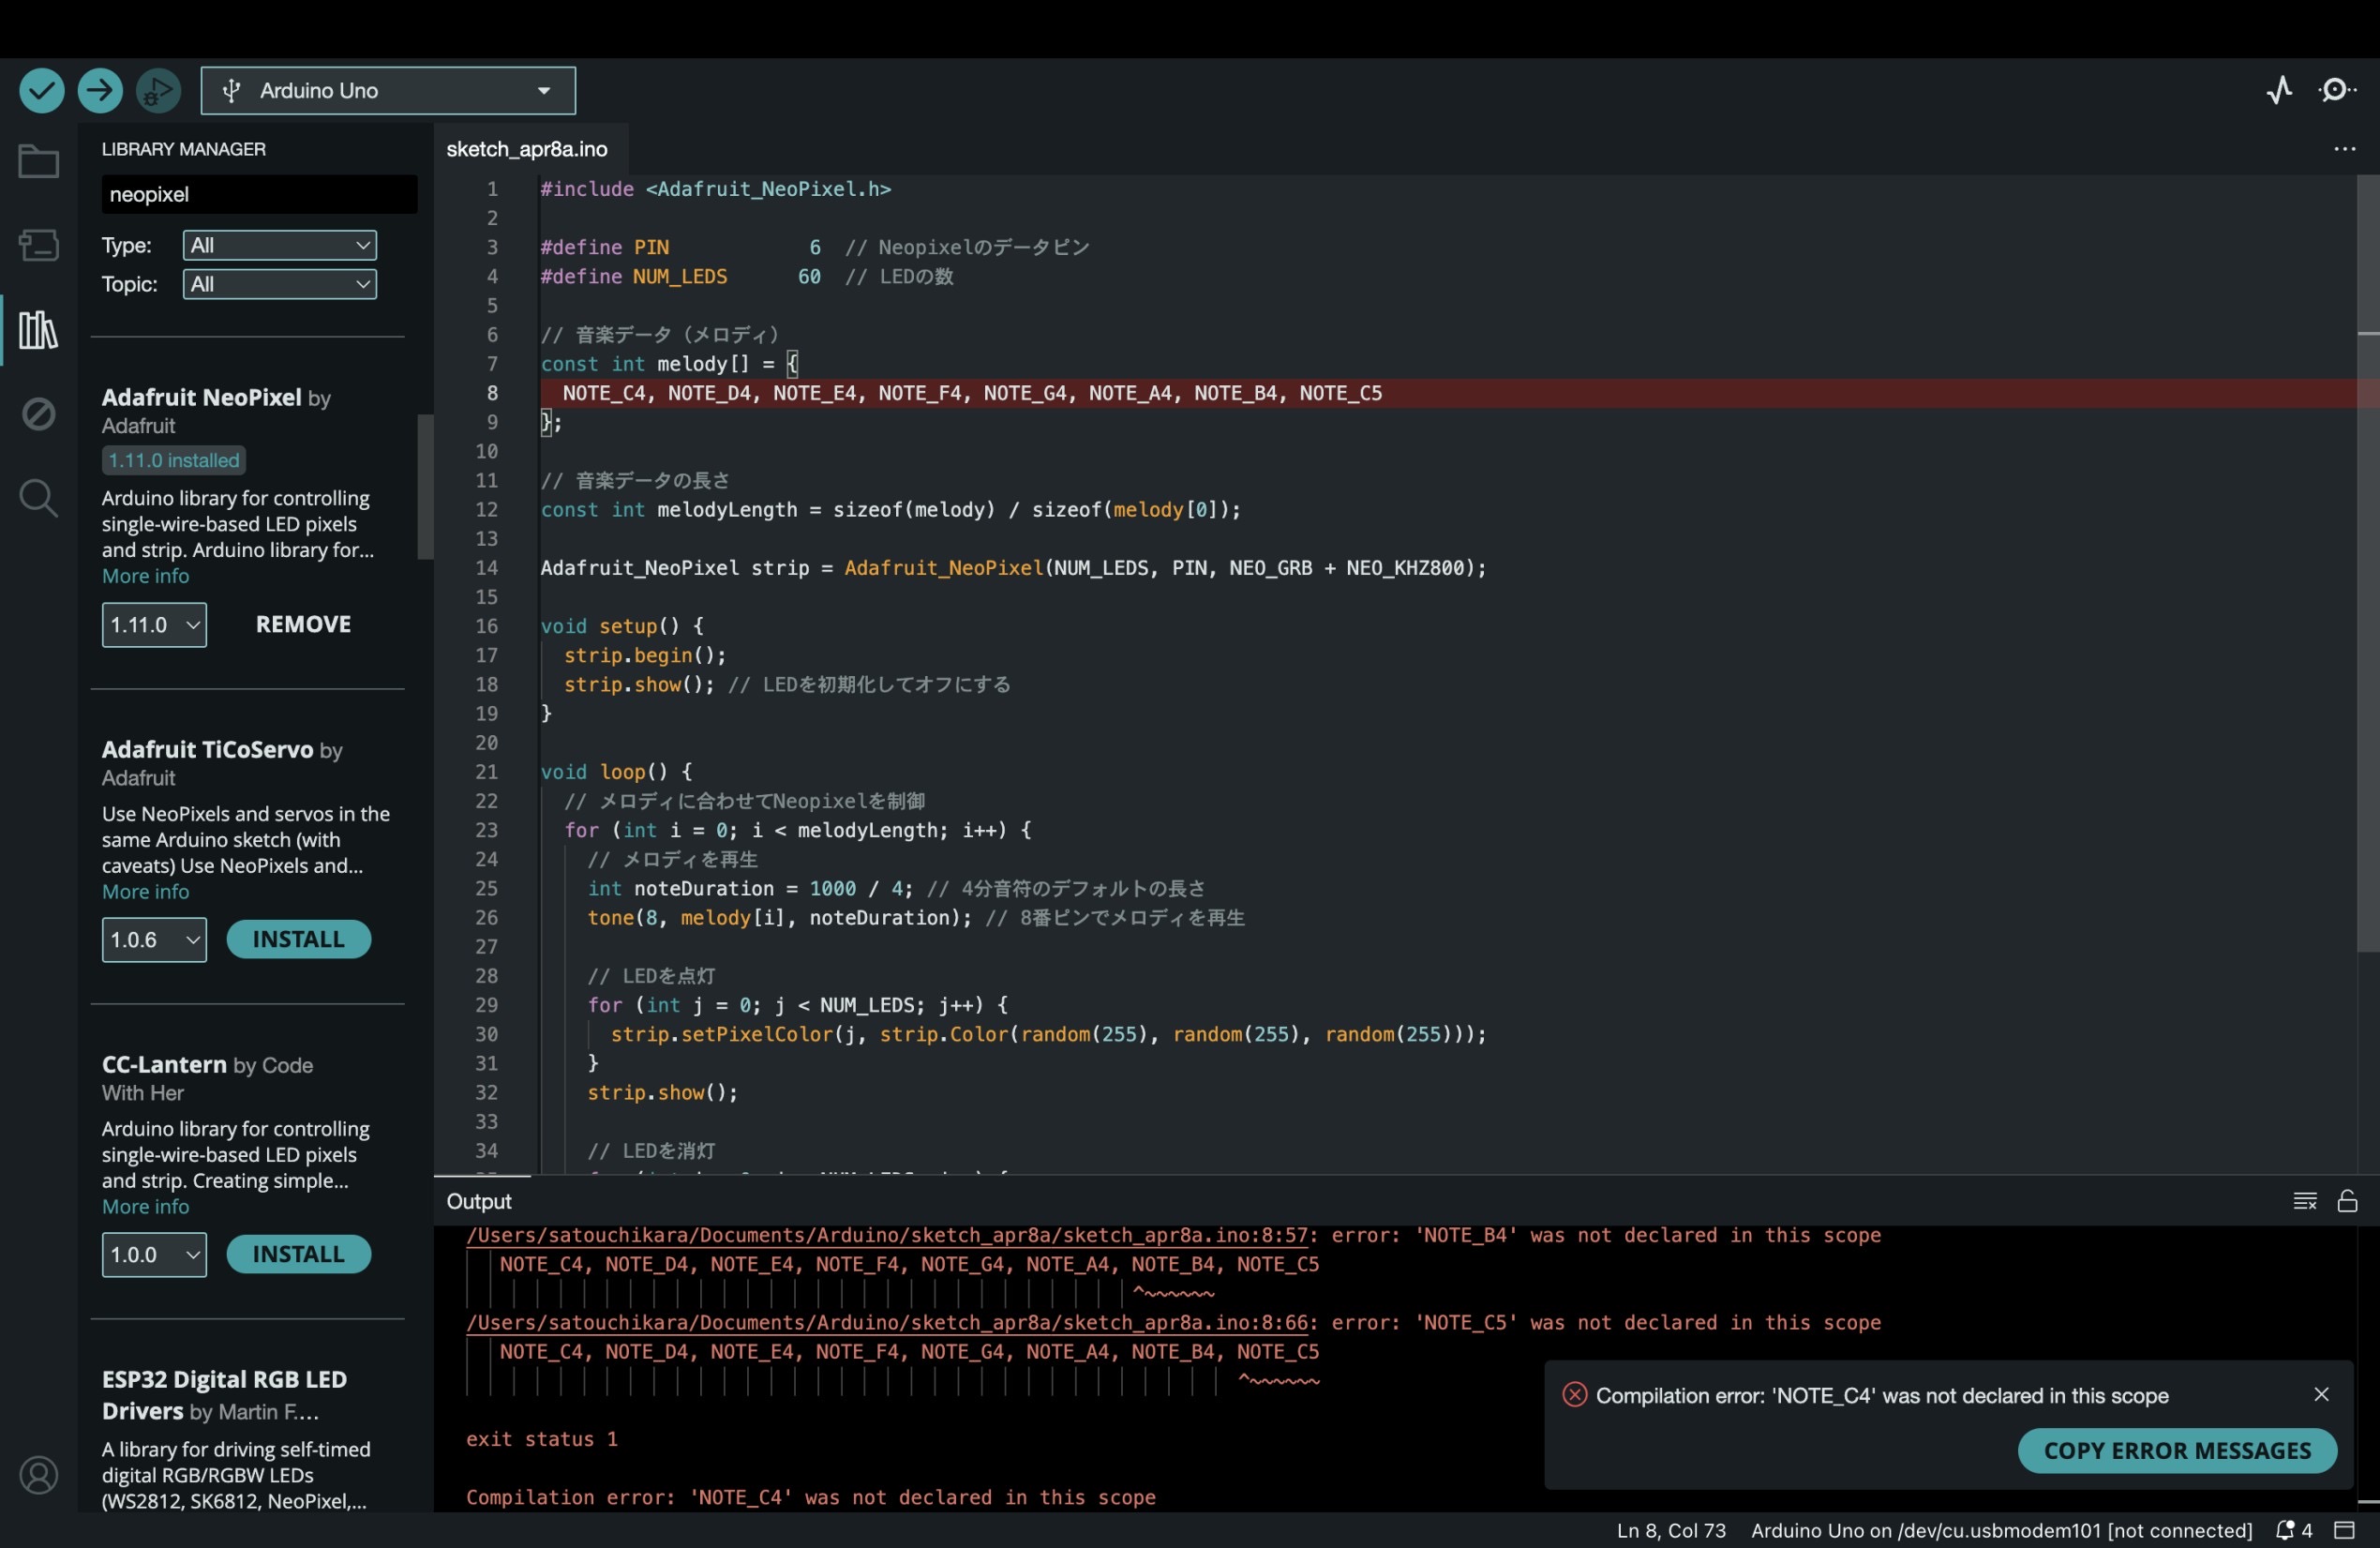 Arduino Uno
LIBRARY MANAGER
neopixel
Type: All
Topic: All
Adafruit NeoPixel by
Adafruit
1.11.0 installed
Arduino library for controlling
single-wire-based LED pixels
and strip. Arduino library for...
More info
1.11.0 REMOVE
Adafruit TiCoServo by
Adafruit
Use NeoPixels and servos in the
same Arduino sketch (with
caveats) Use NeoPixels and...
More info
1.0.6 INSTALL
CC-Lantern by Code
With Her
Arduino library for controlling
single-wire-based LED pixels
and strip. Creating simple...
More info
1.0.0 INSTALL
ESP32 Digital RGB LED
Drivers by Martin F....
A library for driving self-timed
digital RGB/RGBW LEDs
(WS2812, SK6812, NeoPixel,...
sketch_apr8a.ino
1 #include <Adafruit_NeoPixel.h>
2
3 #define PIN 6 // Neopixelのデータピン
4 #define NUM_LEDS 60 // LEDの数
5
6 // 音楽データ（メロディ）
7 const int melody[] = {
8 NOTE_C4, NOTE_D4, NOTE_E4, NOTE_F4, NOTE_G4, NOTE_A4, NOTE_B4, NOTE_C5
9 };
10
11 // 音楽データの長さ
12 const int melodyLength = sizeof(melody) / sizeof(melody[0]);
13
14 Adafruit_NeoPixel strip = Adafruit_NeoPixel(NUM_LEDS, PIN, NEO_GRB + NEO_KHZ800);
15
16 void setup() {
17 strip.begin();
18 strip.show(); // LEDを初期化してオフにする
19 }
20
21 void loop() {
22 // メロディに合わせてNeopixelを制御
23 for (int i = 0; i < melodyLength; i++) {
24 // メロディを再生
25 int noteDuration = 1000 / 4; // 4分音符のデフォルトの長さ
26 tone(8, melody[i], noteDuration); // 8番ピンでメロディを再生
27
28 // LEDを点灯
29 for (int j = 0; j < NUM_LEDS; j++) {
30 strip.setPixelColor(j, strip.Color(random(255), random(255), random(255)));
31 }
32 strip.show();
33
34 // LEDを消灯
Output
/Users/satouchikara/Documents/Arduino/sketch_apr8a/sketch_apr8a.ino:8:57: error: 'NOTE_B4' was not declared in this scope
NOTE_C4, NOTE_D4, NOTE_E4, NOTE_F4, NOTE_G4, NOTE_A4, NOTE_B4, NOTE_C5
^~~~~~~
/Users/satouchikara/Documents/Arduino/sketch_apr8a/sketch_apr8a.ino:8:66: error: 'NOTE_C5' was not declared in this scope
NOTE_C4, NOTE_D4, NOTE_E4, NOTE_F4, NOTE_G4, NOTE_A4, NOTE_B4, NOTE_C5
^~~~~~~
exit status 1
Compilation error: 'NOTE_C4' was not declared in this scope
Compilation error: 'NOTE_C4' was not declared in this scope
COPY ERROR MESSAGES
Ln 8, Col 73 Arduino Uno on /dev/cu.usbmodem101 [not connected] 4